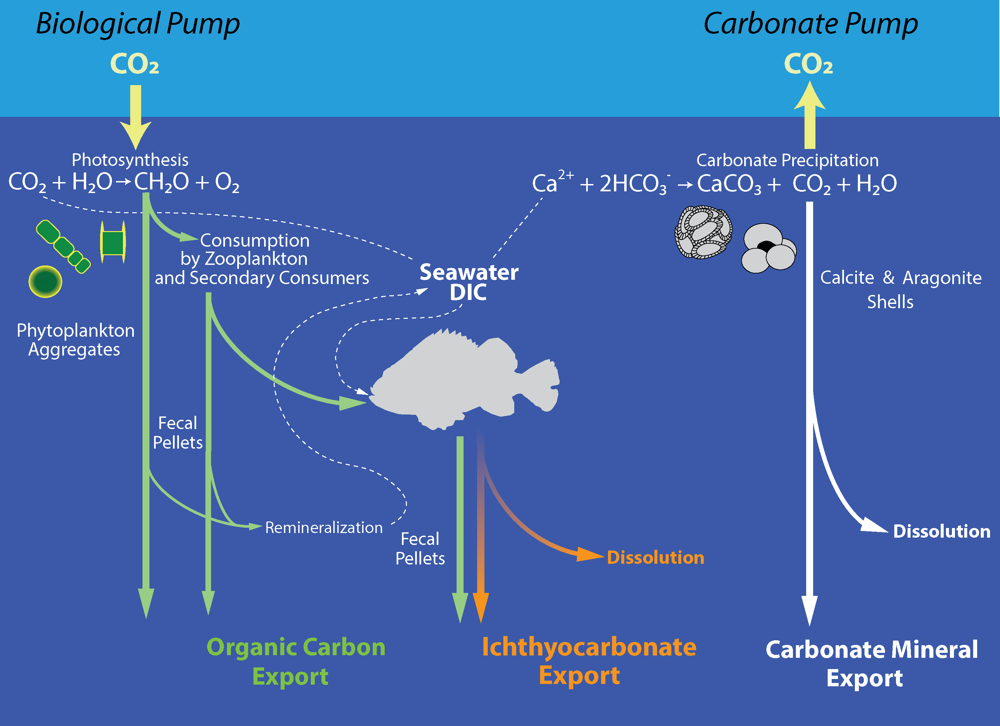 Biological Pump
Carbonate Pump
CO₂
CO₂
Photosynthesis
CO₂ + H₂O → CH₂O + O₂
Carbonate Precipitation
Ca²⁺ + 2HCO₃⁻ → CaCO₃ + CO₂ + H₂O
Consumption
by Zooplankton
and Secondary Consumers
Seawater
DIC
Calcite & Aragonite
Shells
Phytoplankton
Aggregates
Fecal
Pellets
Remineralization
Fecal
Pellets
Dissolution
Dissolution
Organic Carbon
Export
Ichthyocarbonate
Export
Carbonate Mineral
Export